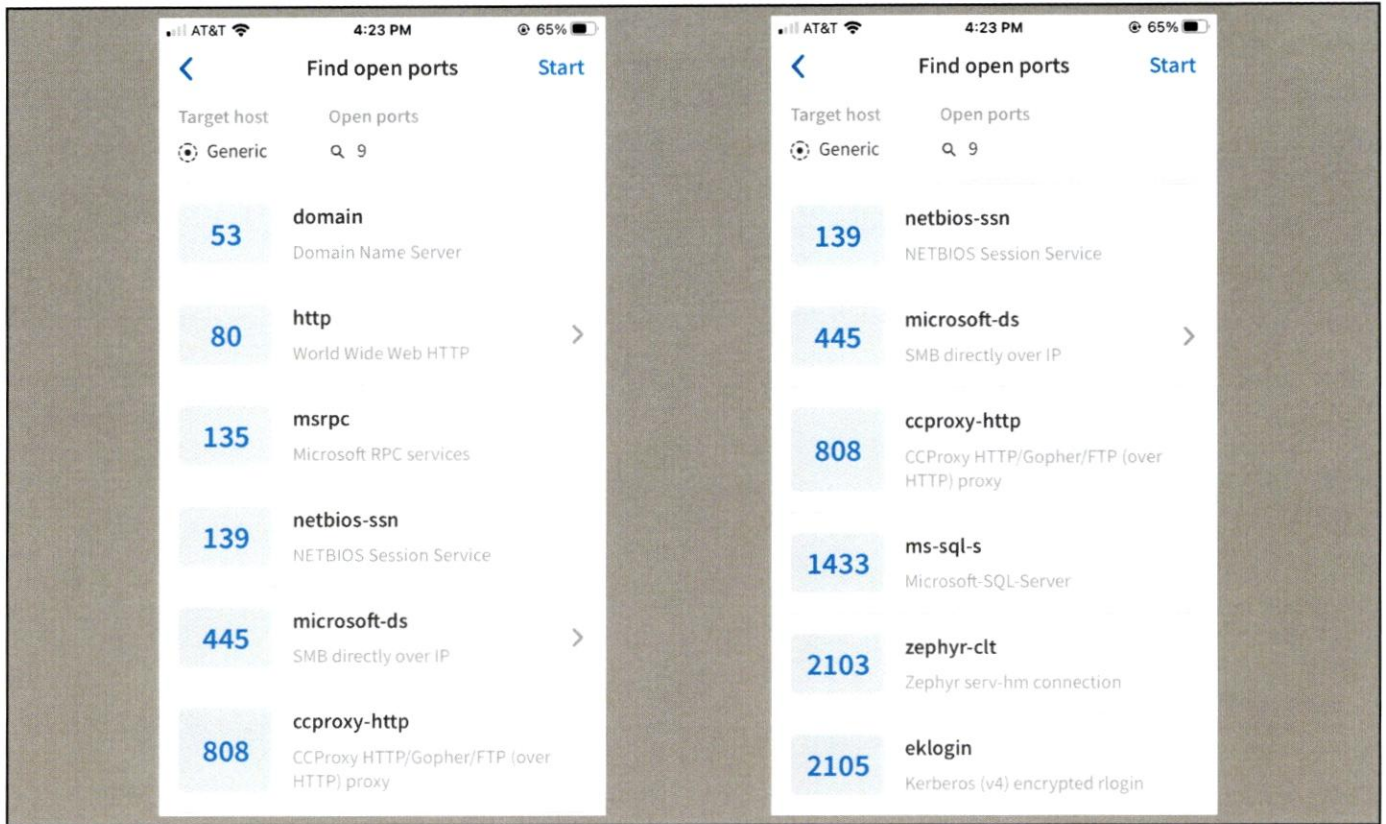 AT&T 4:23 PM 65%
Find open ports Start
Target host Open ports
Generic 9
53 domain
Domain Name Server
80 http
World Wide Web HTTP
135 msrpc
Microsoft RPC services
139 netbios-ssn
NETBIOS Session Service
445 microsoft-ds
SMB directly over IP
808 ccproxy-http
CCProxy HTTP/Gopher/FTP (over
HTTP) proxy
AT&T 4:23 PM 65%
Find open ports Start
Target host Open ports
Generic 9
139 netbios-ssn
NETBIOS Session Service
445 microsoft-ds
SMB directly over IP
808 ccproxy-http
CCProxy HTTP/Gopher/FTP (over
HTTP) proxy
1433 ms-sql-s
Microsoft-SQL-Server
2103 zephyr-clt
Zephyr serv-hm connection
2105 eklogin
Kerberos (v4) encrypted rlogin